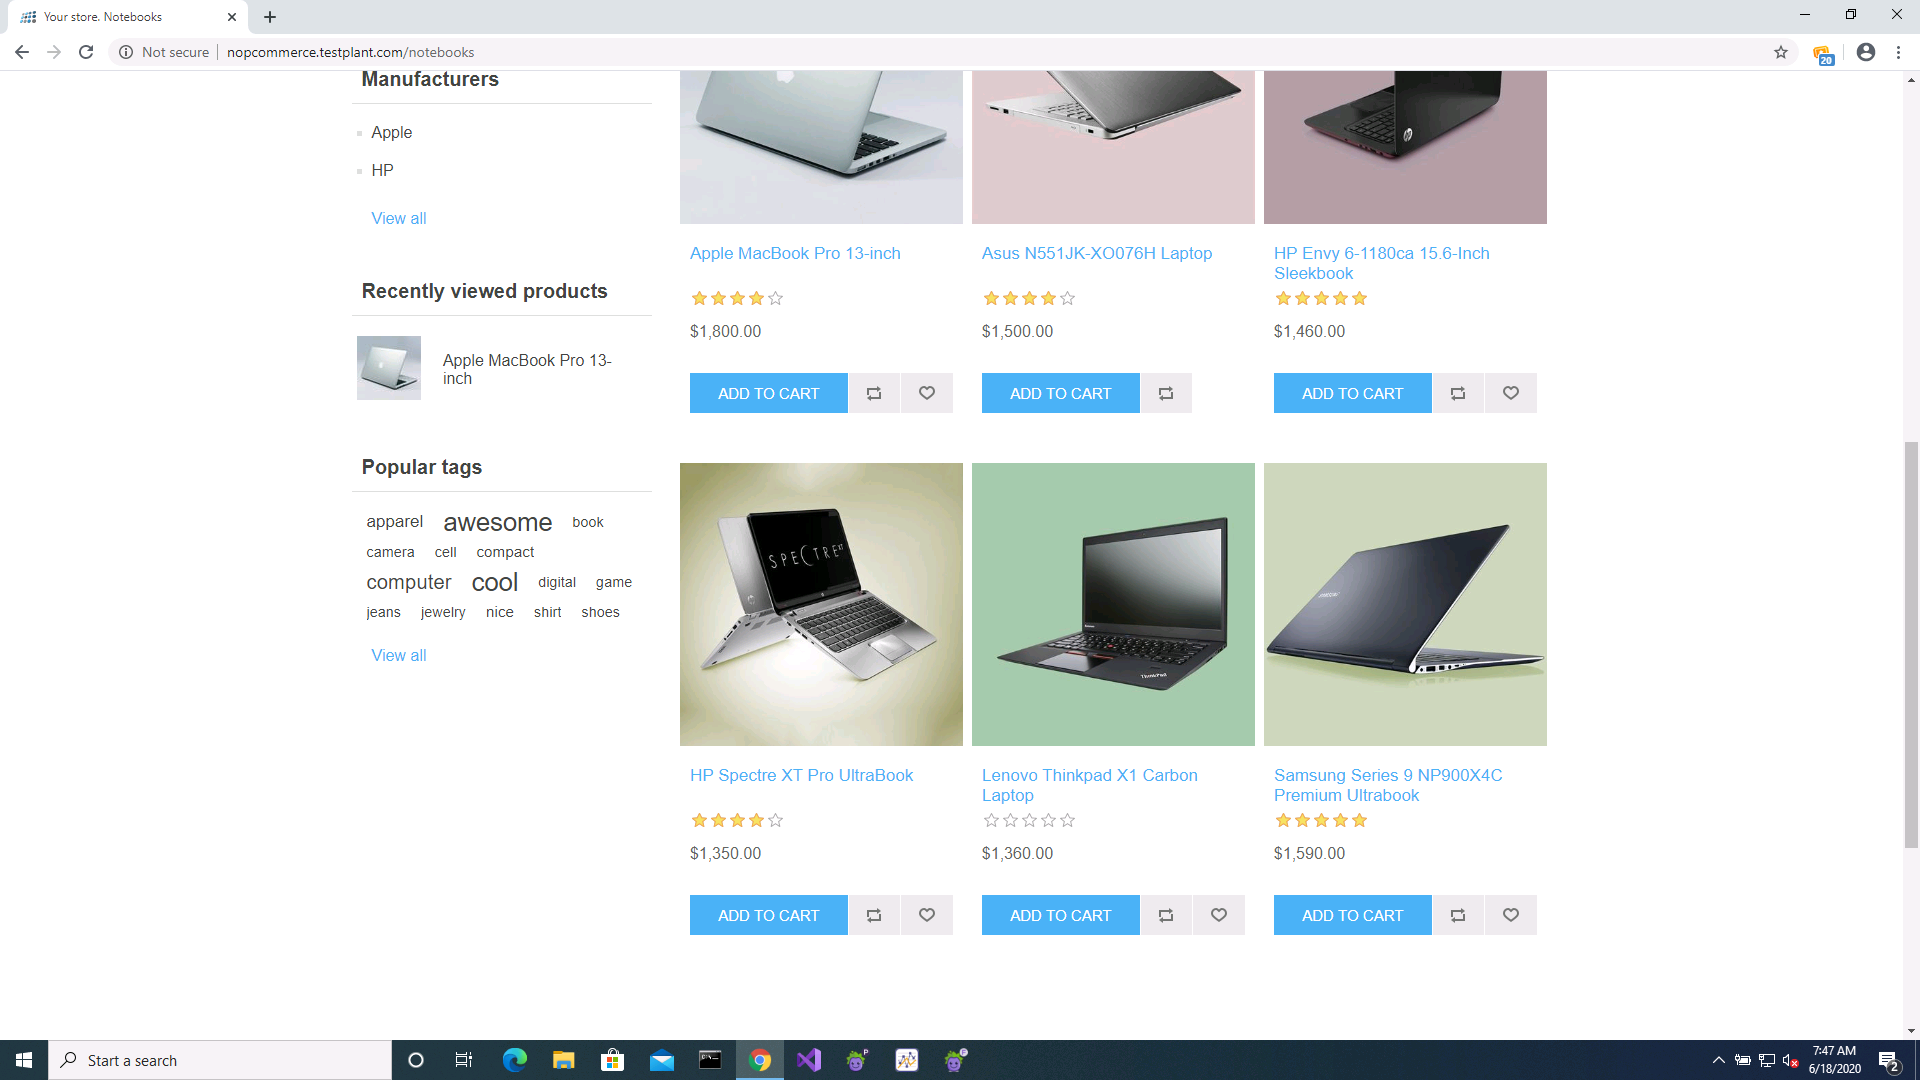 Your store. Notebooks
Not secure
nopcommerce.testplant.com/notebooks
20
Manufacturers
Apple
HP
View all
Recently viewed products
Apple MacBook Pro 13-
inch
Popular tags
apparel awesome book
camera cell compact
computer cool digital game
jeans jewelry nice shirt shoes
View all
Apple MacBook Pro 13-inch
$1,800.00
ADD TO CART
Asus N551JK-XO076H Laptop
$1,500.00
ADD TO CART
HP Envy 6-1180ca 15.6-Inch
Sleekbook
$1,460.00
ADD TO CART
SPECTRE XT
HP Spectre XT Pro UltraBook
$1,350.00
ADD TO CART
ThinkPad
Lenovo Thinkpad X1 Carbon
Laptop
$1,360.00
ADD TO CART
SAMSUNG
Samsung Series 9 NP900X4C
Premium Ultrabook
$1,590.00
ADD TO CART
Start a search
7:47 AM
6/18/2020
2